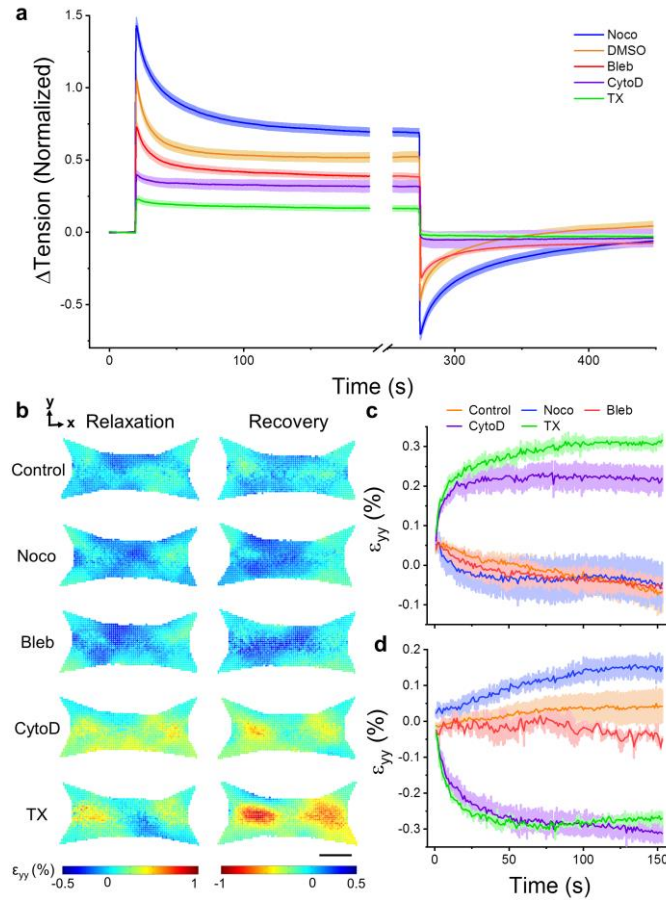 a
ΔTension (Normalized)
1.5
1.0
0.5
0.0
-0.5
0
100
300
400
Time (s)
Noco
DMSO
Bleb
CytoD
TX
b
y
x
Relaxation
Recovery
Control
Noco
Bleb
CytoD
TX
εyy (%)
-0.5
0
1
-1
0
0.5
c
Control
Noco
Bleb
CytoD
TX
εyy (%)
0.3
0.2
0.1
0.0
-0.1
d
εyy (%)
0.2
0.1
0.0
-0.1
-0.2
-0.3
0
50
100
150
Time (s)